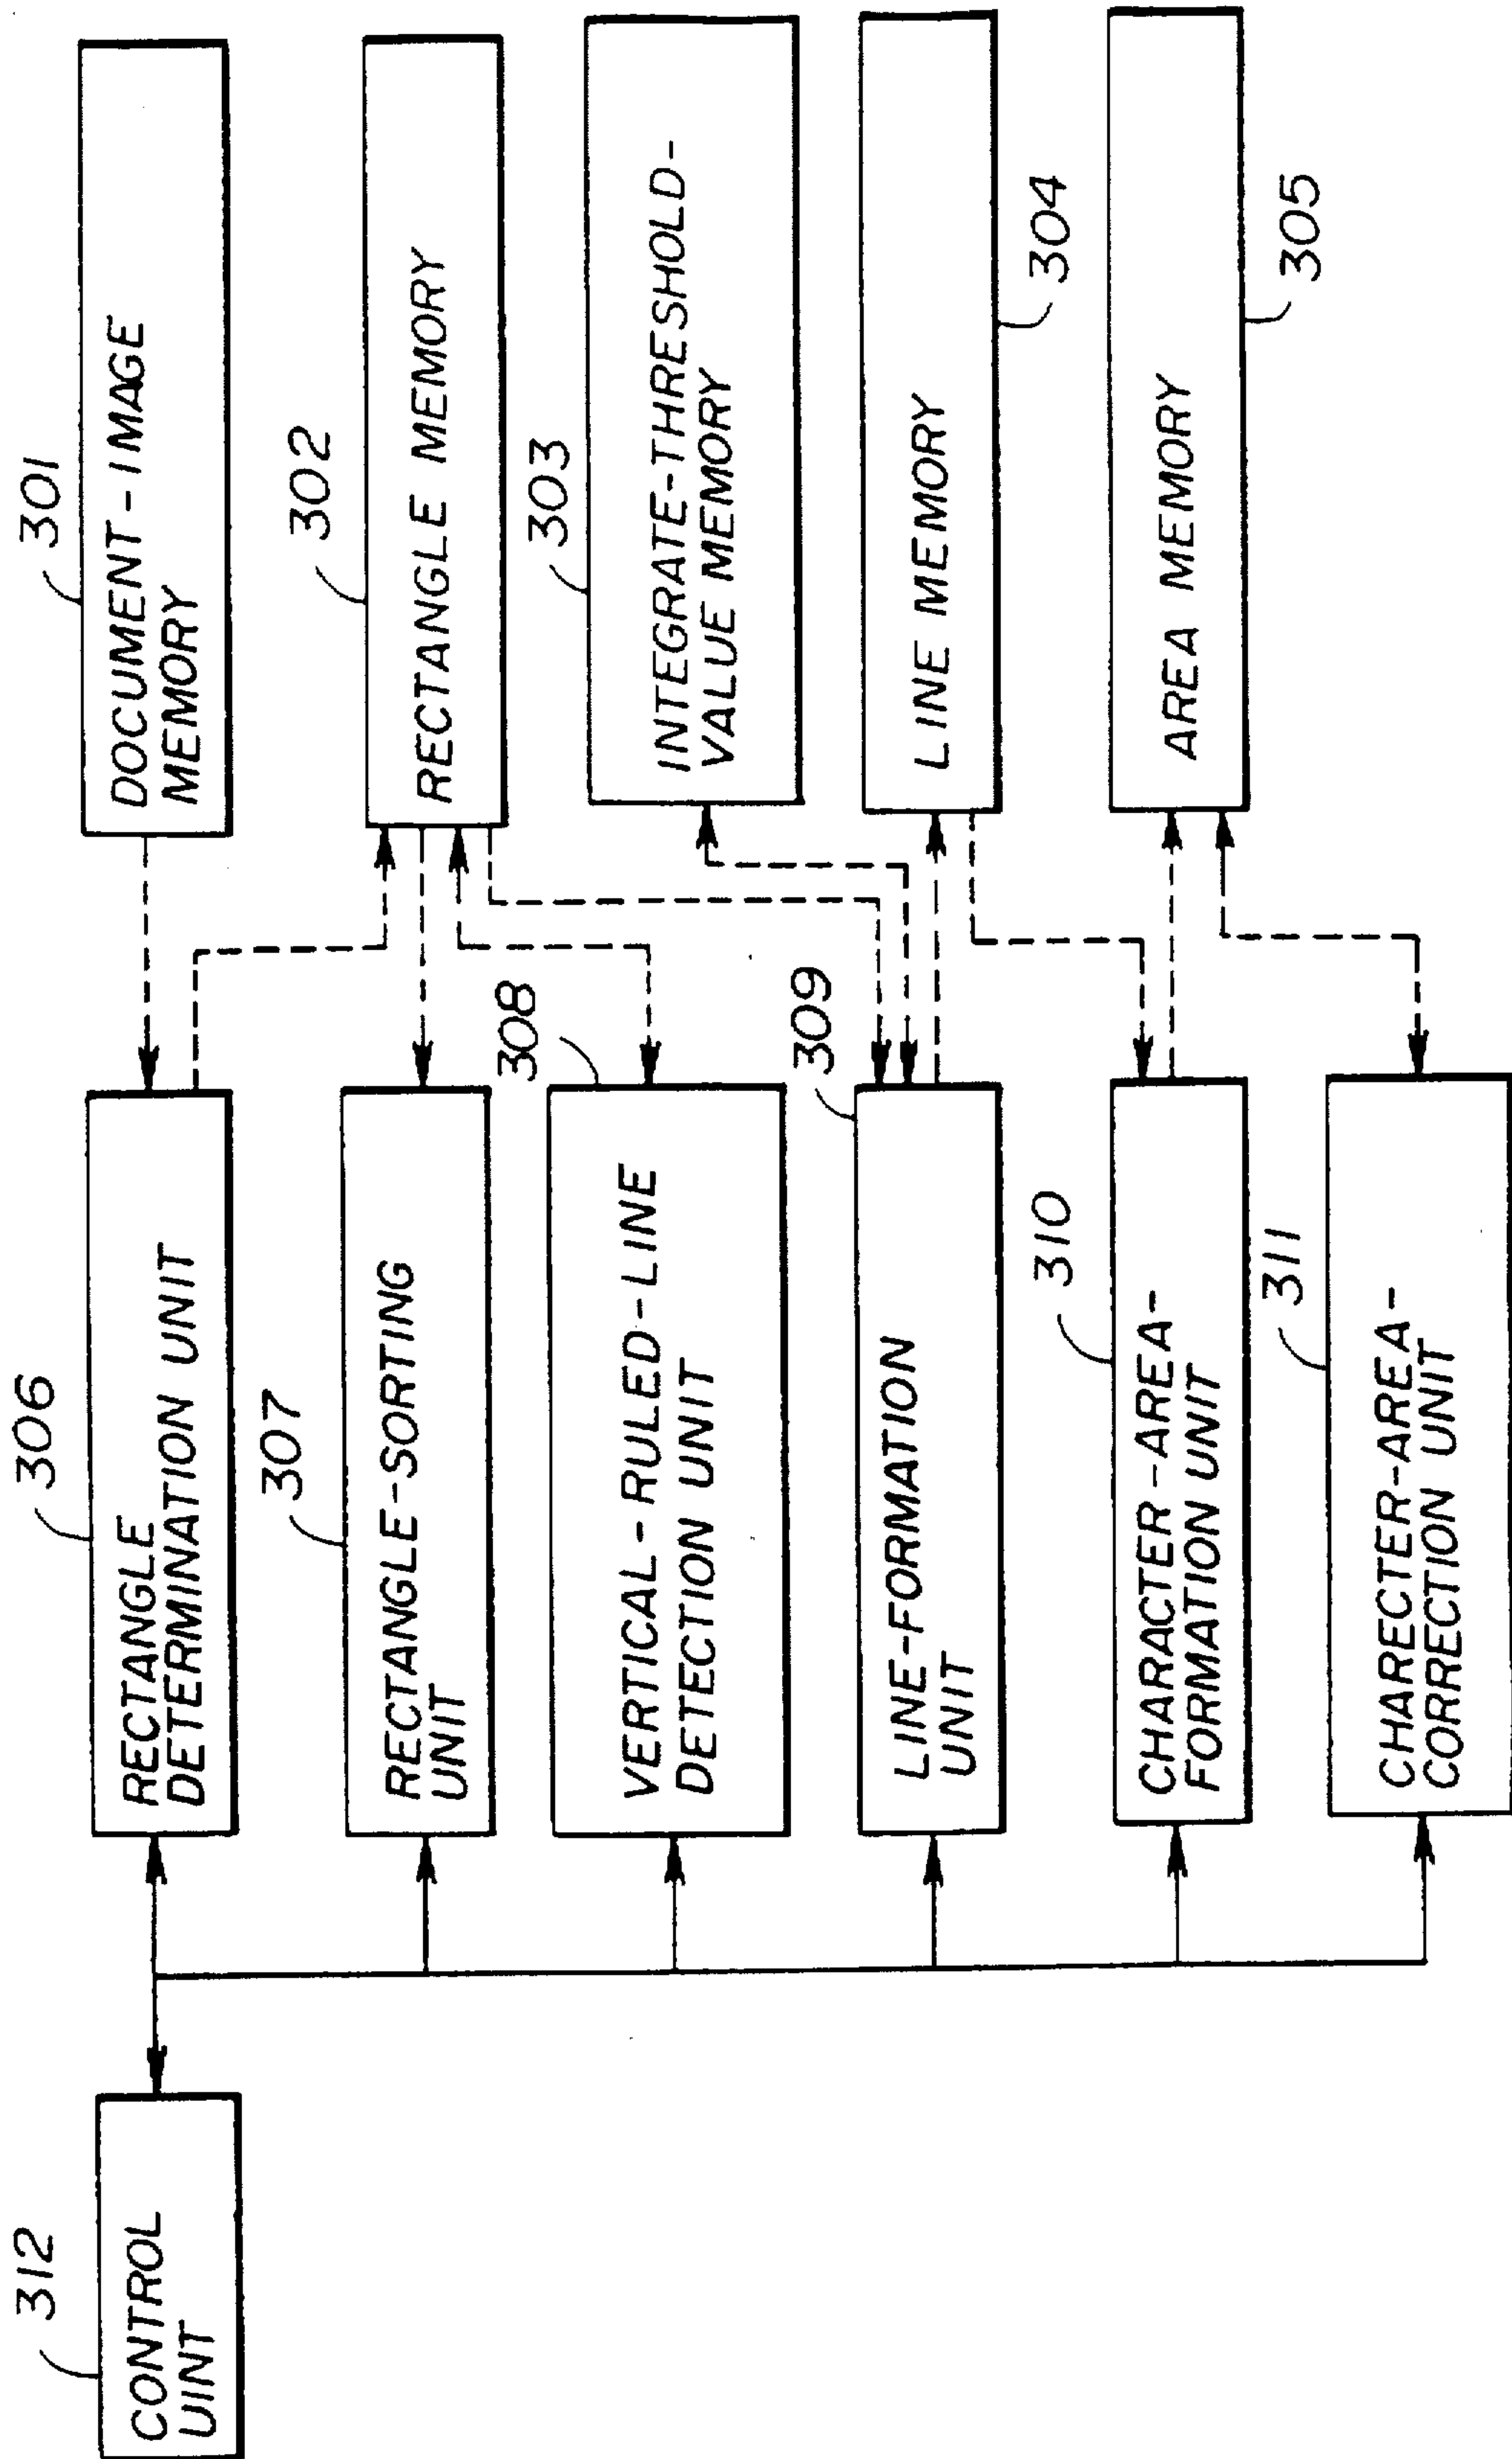 312
CONTROL
UINT
306
RECTANGLE
DETERMINATION UNIT
307
RECTANGLE-SORTING
UNIT
308
VERTICAL-RULED-LINE
DETECTION UNIT
309
LINE-FORMATION
UNIT
310
CHARACTER-AREA-
FORMATION UNIT
311
CHARECTER-AREA-
CORRECTION UNIT
301
DOCUMENT-IMAGE
MEMORY
302
RECTANGLE MEMORY
303
INTEGRATE-THRESHOLD-
VALUE MEMORY
LINE MEMORY
304
AREA MEMORY
305